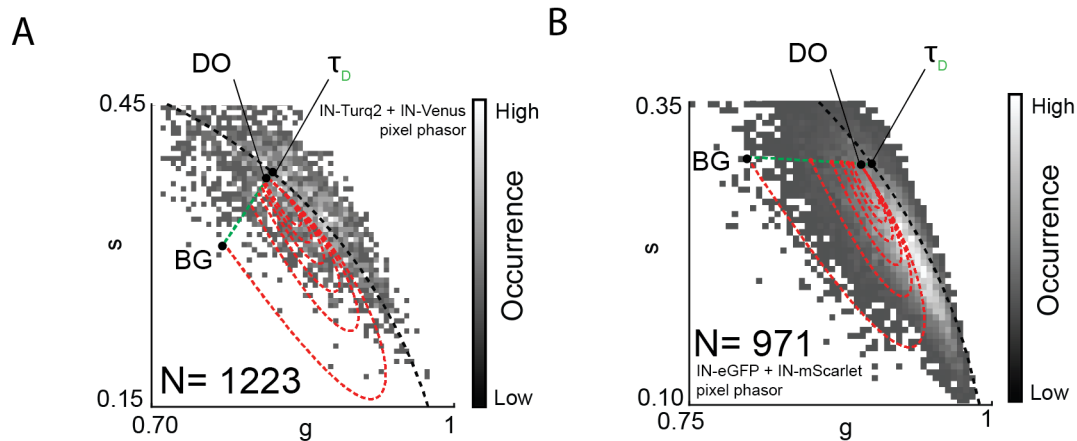 A
DO
τD
0.45
IN-Turq2 + IN-Venus
pixel phasor
High
s
BG
Occurrence
N= 1223
0.15
Low
0.70
g
1
B
DO
τD
0.35
High
BG
s
Occurrence
N= 971
IN-eGFP + IN-mScarlet
pixel phasor
0.10
Low
0.75
g
1